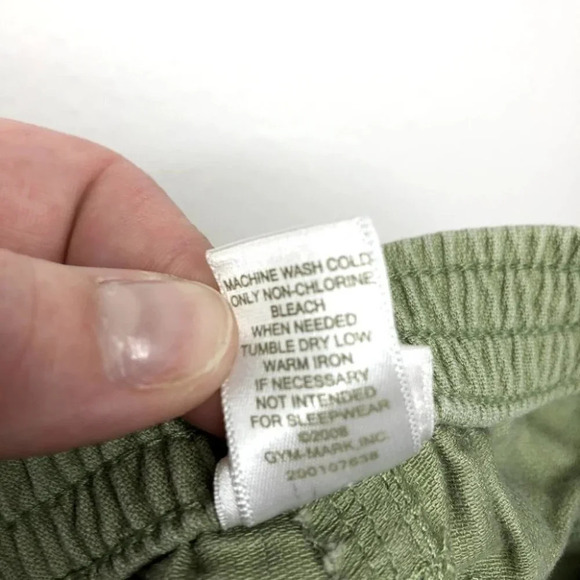 MACHINE WASH COLD
ONLY NON-CHLORINE
BLEACH
WHEN NEEDED
TUMBLE DRY LOW
WARM IRON
IF NECESSARY
NOT INTENDED
FOR SLEEPWEAR
©2008
GYM-MARK, INC.
200107638